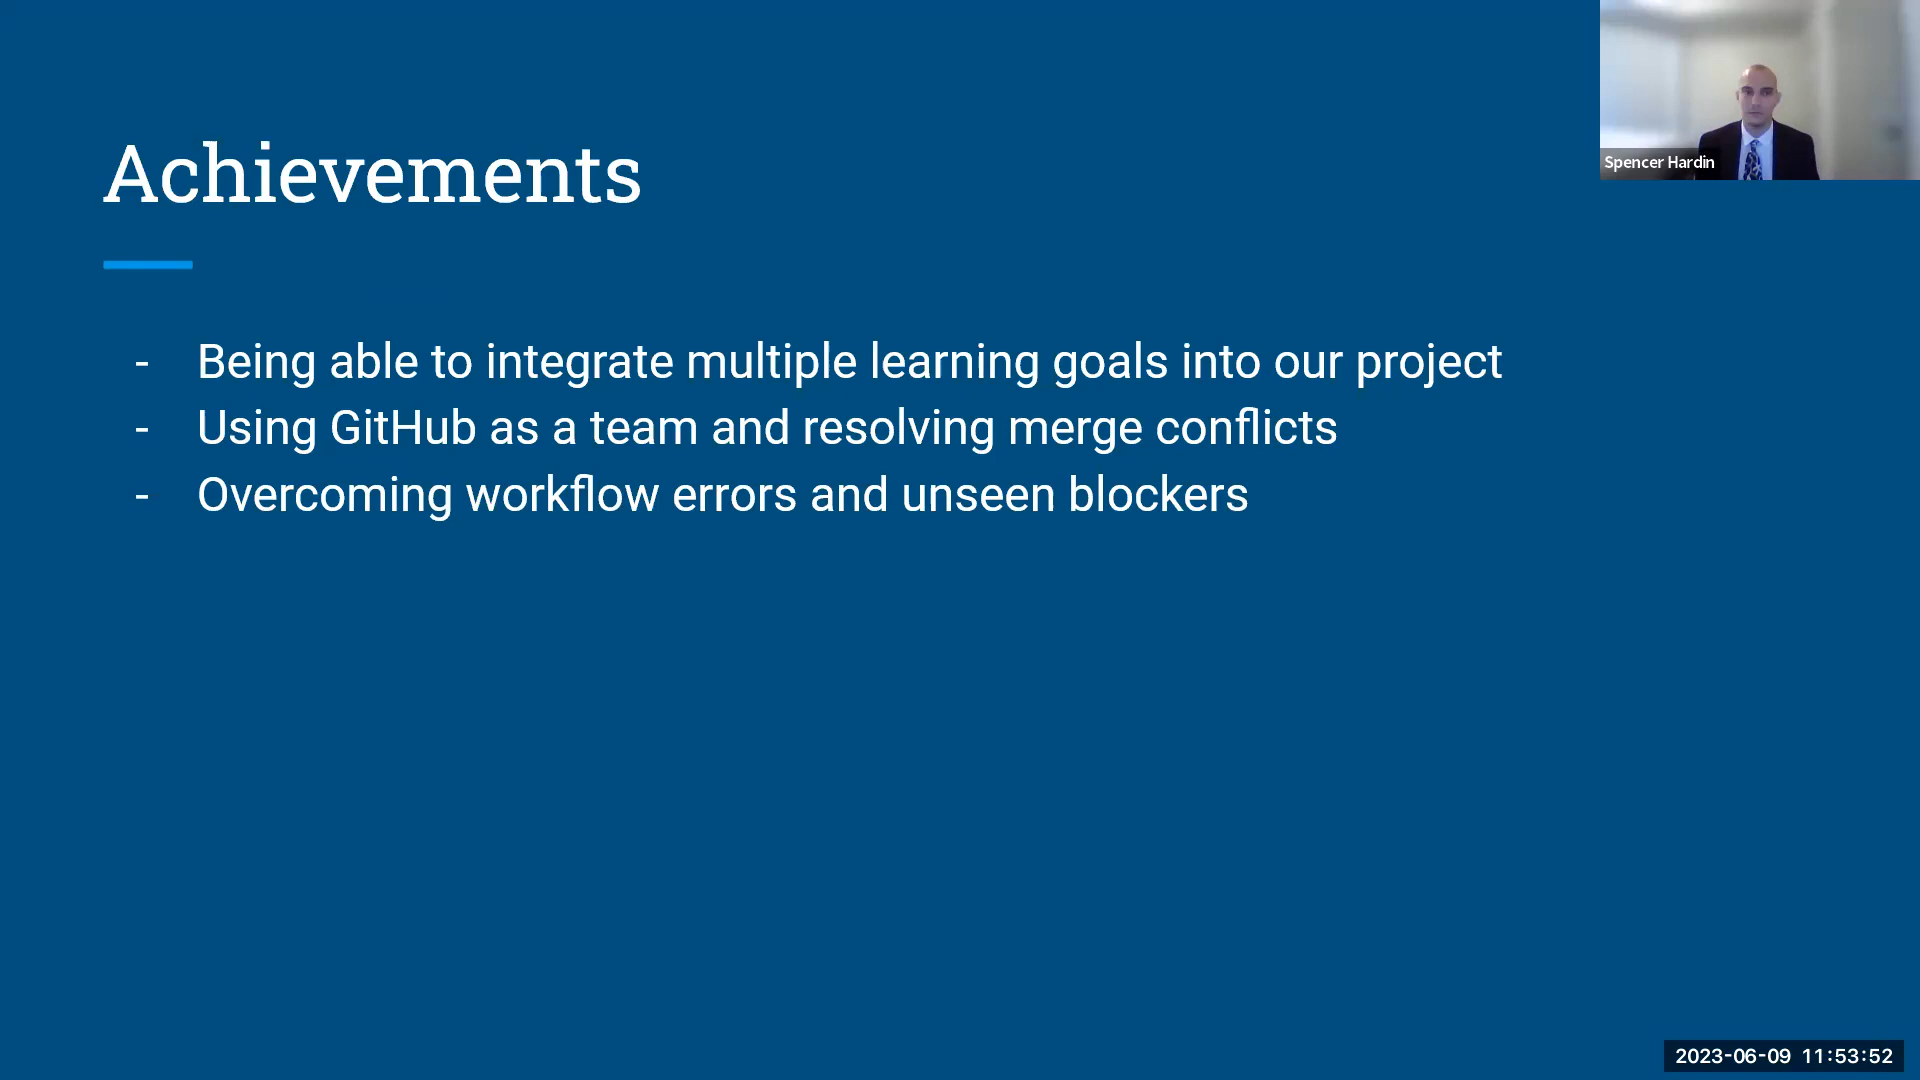 Achievements
- Being able to integrate multiple learning goals into our project
- Using GitHub as a team and resolving merge conflicts
- Overcoming workflow errors and unseen blockers
Spencer Hardin
2023-06-09 11:53:52